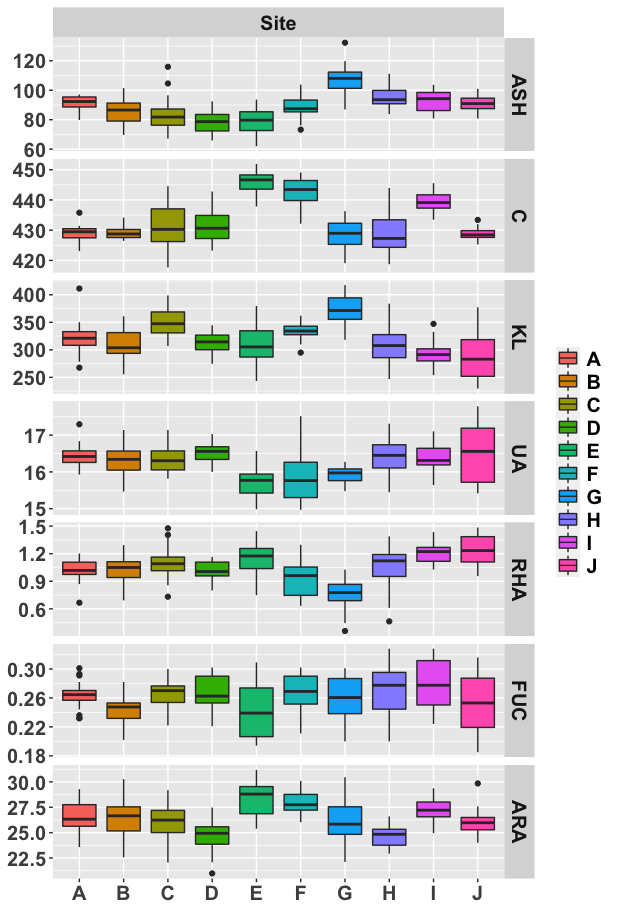 Site
120
100
80
60
ASH
450
440
430
420
C
400
350
300
250
KL
17
16
15
UA
1.5
1.2
0.9
0.6
RHA
0.30
0.26
0.22
0.18
FUC
30.0
27.5
25.0
22.5
ARA
A B C D E F G H I J
A
B
C
D
E
F
G
H
I
J